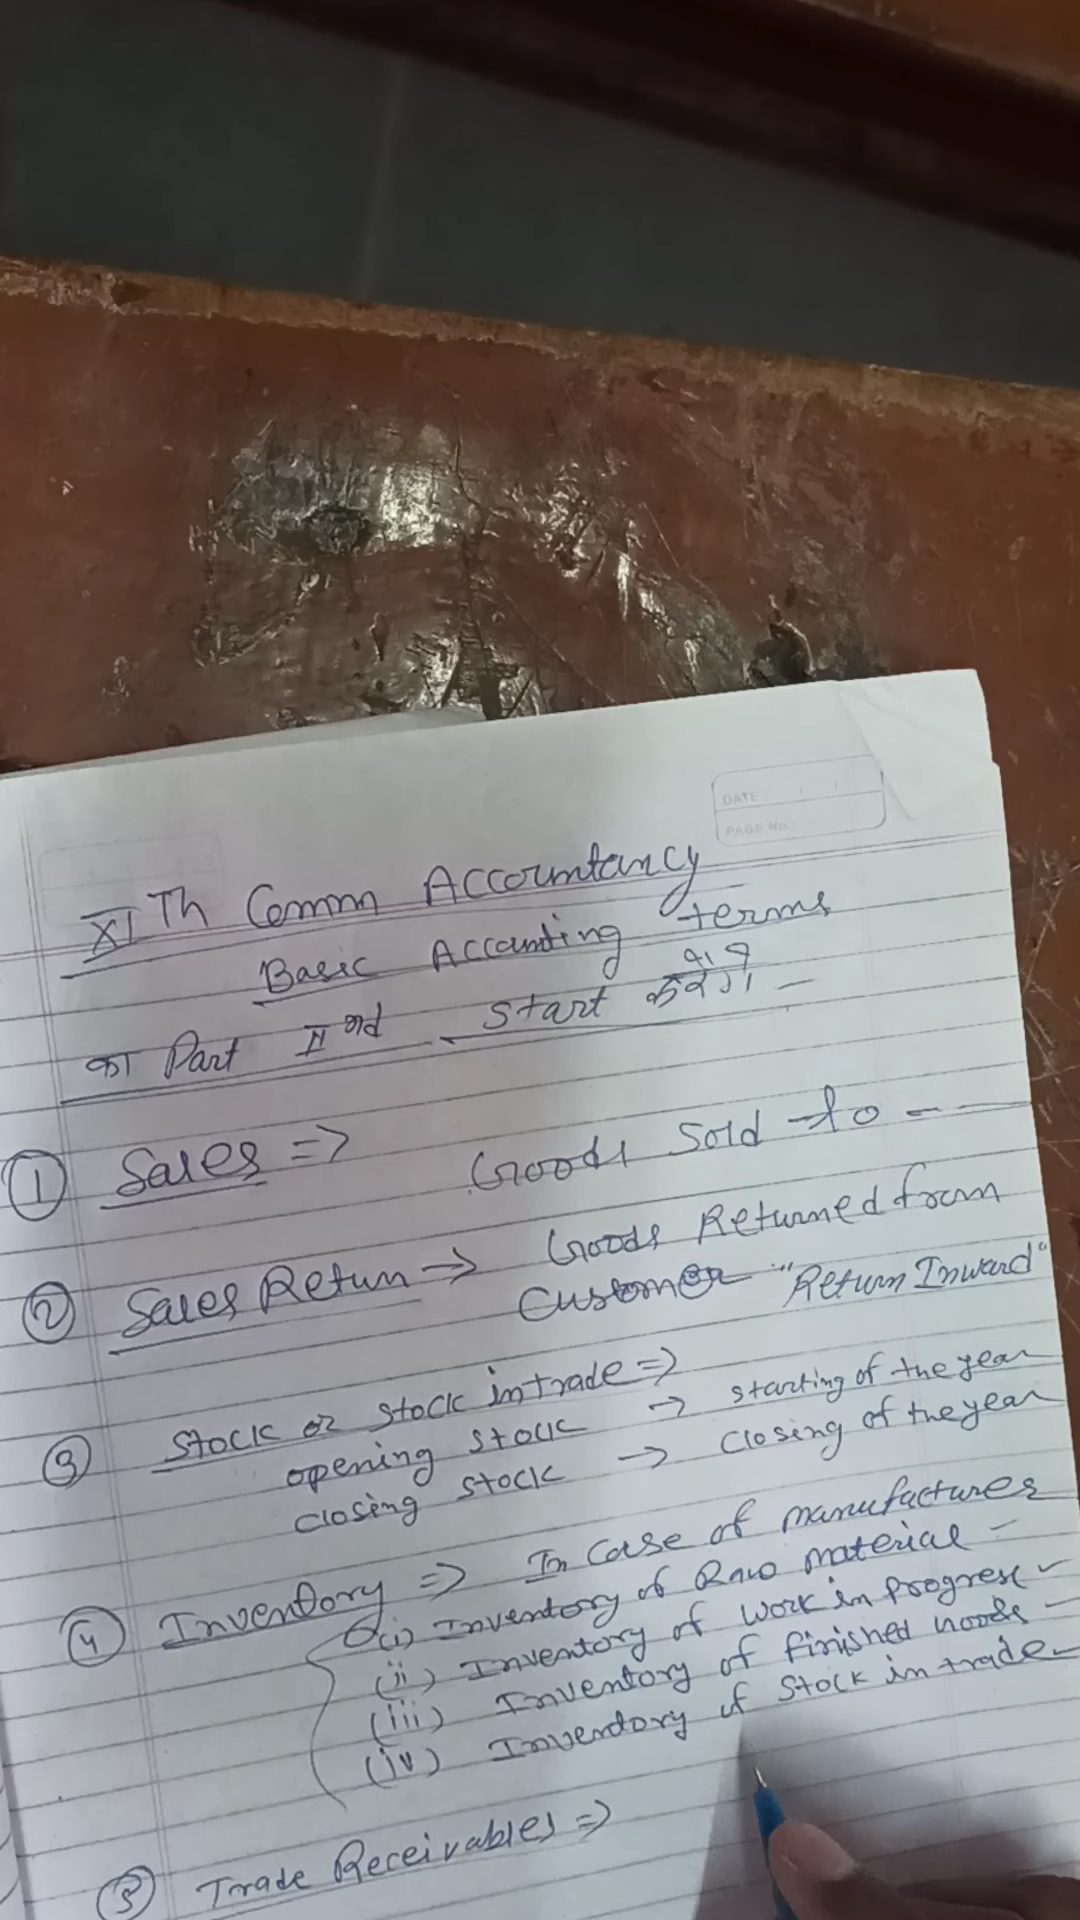 DATE / /
PAGE No.:
XI Th Comm Accountancy
Basic Accounting terms
का Part II nd start करेंगे -
① Sales => Goods Sold to --
② Sales Return -> Goods Returned from
Customer "Return Inward"
③ Stock or stock in trade =>
opening stock -> starting of the year
closing stock -> closing of the year
④ Inventory => In Case of manufactures
(i) Inventory of Raw material -
(ii) Inventory of work in progress
(iii) Inventory of finished goods -
(iv) Inventory of Stock in trade
⑤ Trade Receivables =>